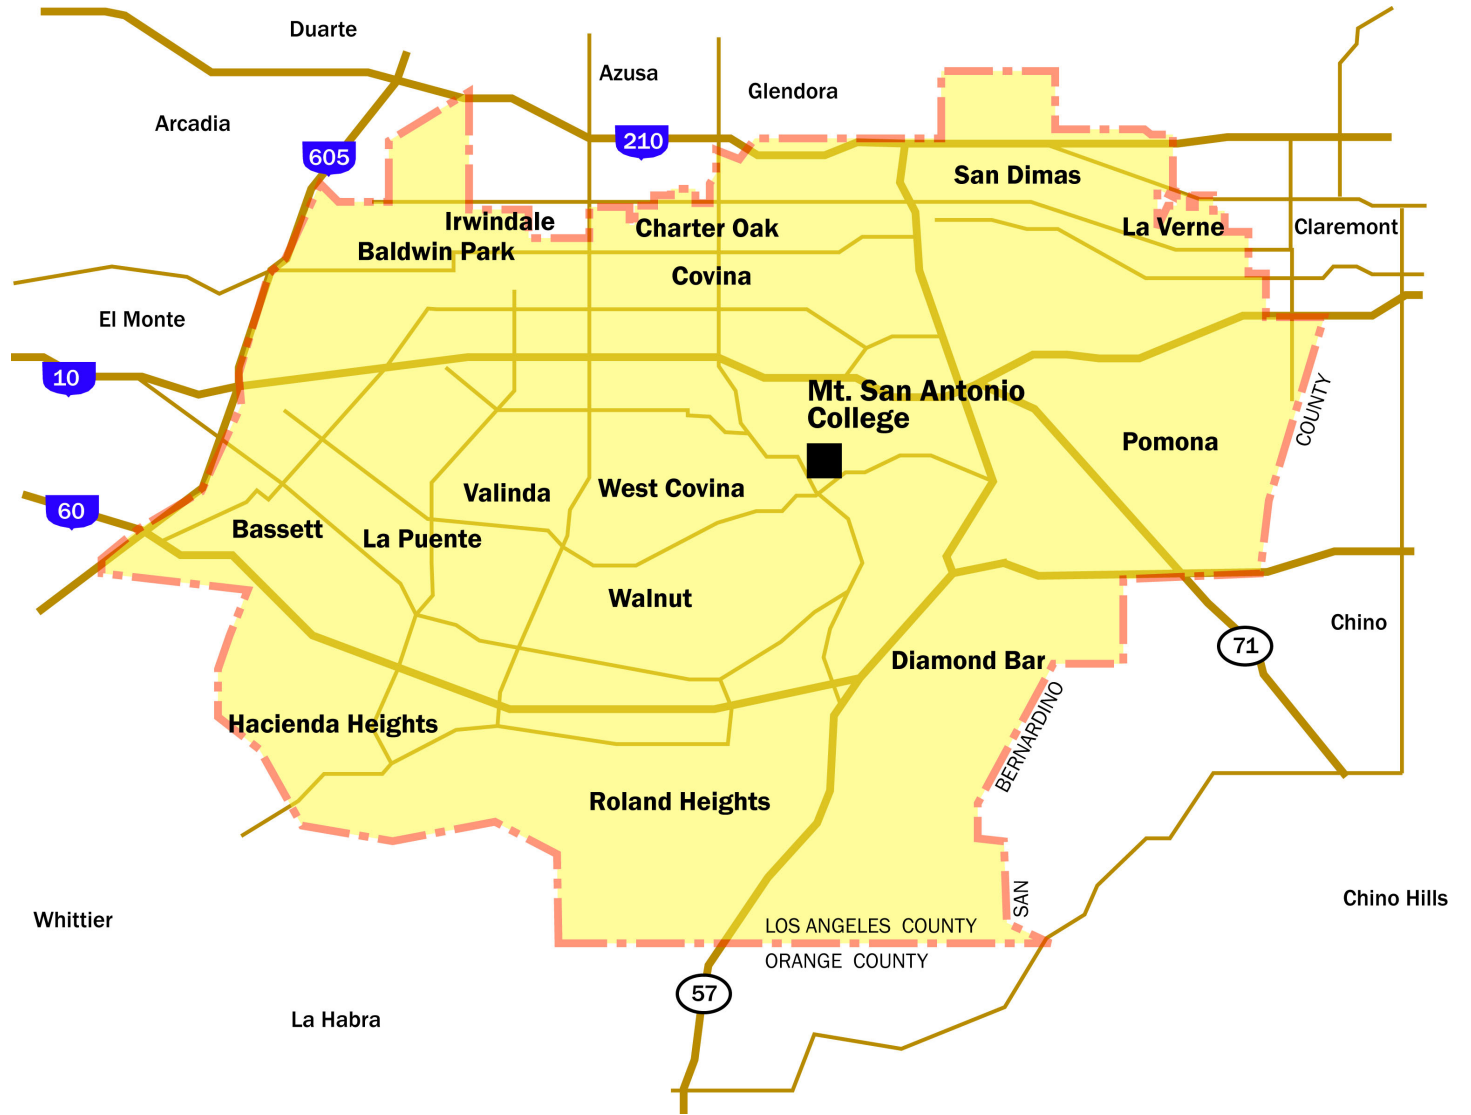 Duarte
Azusa
Glendora
Arcadia
210
605
San Dimas
Irwindale
Charter Oak
La Verne
Claremont
Baldwin Park
Covina
El Monte
10
Mt. San Antonio
College
COUNTY
Pomona
Valinda
West Covina
60
Bassett
La Puente
Walnut
Chino
71
Diamond Bar
BERNARDINO
Hacienda Heights
Roland Heights
SAN
Chino Hills
Whittier
LOS ANGELES COUNTY
ORANGE COUNTY
57
La Habra